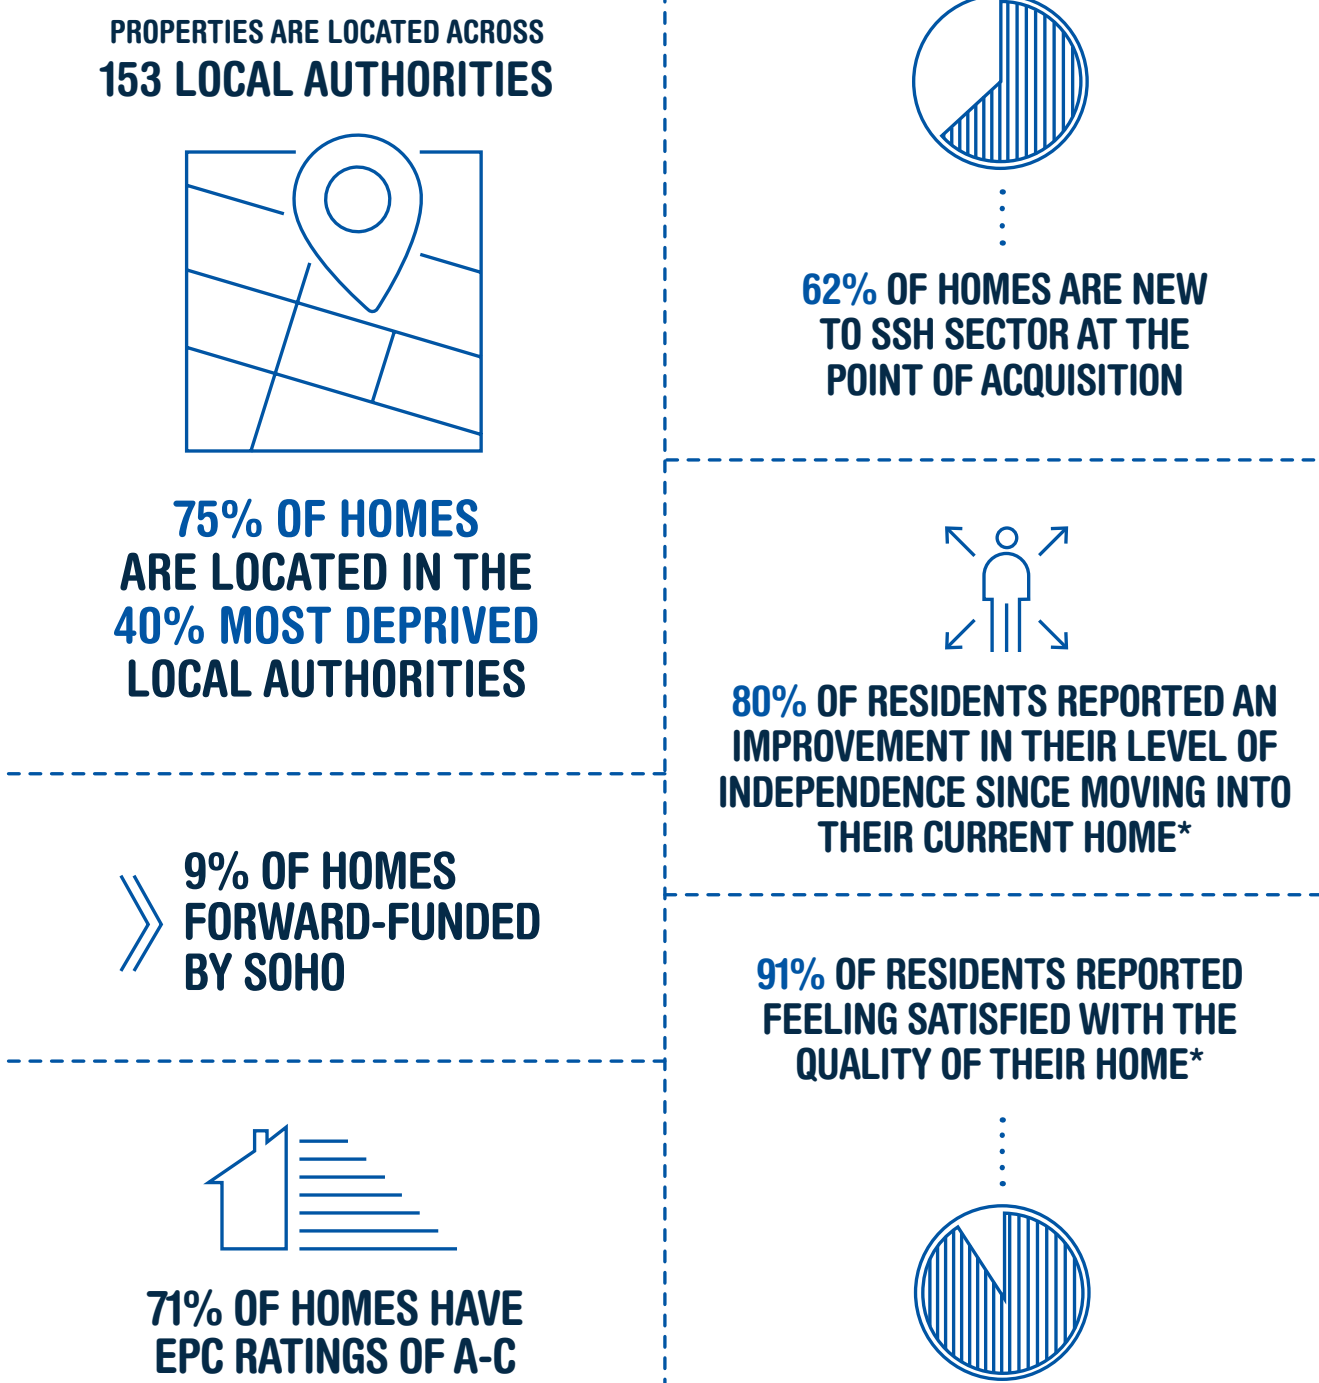 PROPERTIES ARE LOCATED ACROSS
153 LOCAL AUTHORITIES
75% OF HOMES
ARE LOCATED IN THE
40% MOST DEPRIVED
LOCAL AUTHORITIES
9% OF HOMES
FORWARD-FUNDED
BY SOHO
71% OF HOMES HAVE
EPC RATINGS OF A-C
62% OF HOMES ARE NEW
TO SSH SECTOR AT THE
POINT OF ACQUISITION
80% OF RESIDENTS REPORTED AN
IMPROVEMENT IN THEIR LEVEL OF
INDEPENDENCE SINCE MOVING INTO
THEIR CURRENT HOME*
91% OF RESIDENTS REPORTED
FEELING SATISFIED WITH THE
QUALITY OF THEIR HOME*